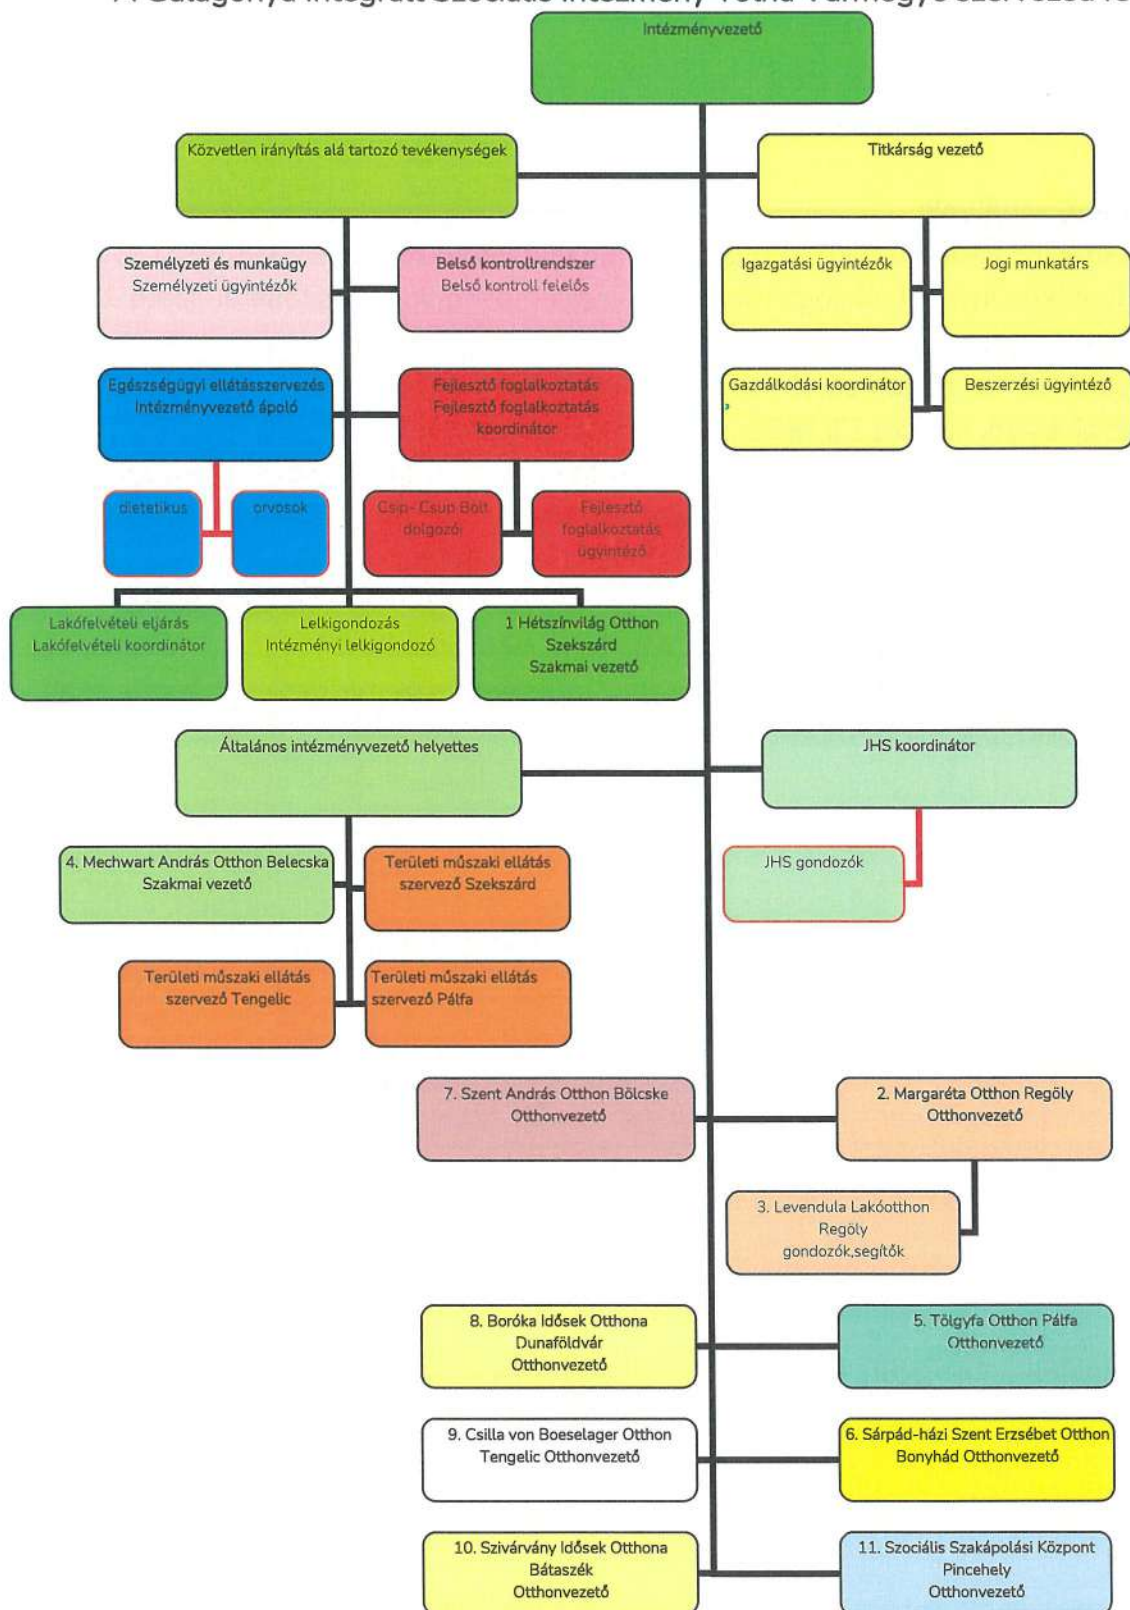 Intézményvezető
Közvetlen irányítás alá tartozó tevékenységek
Titkárság vezető
Személyzeti és munkaügy
Személyzeti ügyintézők
Belső kontrollrendszer
Belső kontroll felelős
Igazgatási ügyintézők
Jogi munkatárs
Egészségügyi ellátásszervezés
Intézményvezető ápoló
Fejlesztő foglalkoztatás
Fejlesztő foglalkoztatás
koordinátor
Gazdálkodási koordinátor
Beszerzési ügyintéző
dietetikus
orvosok
Csip- Csup Bolt
dolgozói
Fejlesztő
foglalkoztatás
ügyintéző
Lakófelvételi eljárás
Lakófelvételi koordinátor
Lelkigondozás
Intézményi lelkigondozó
1 Hétszínvilág Otthon
Szekszárd
Szakmai vezető
Általános intézményvezető helyettes
JHS koordinátor
4. Mechwart András Otthon Belecska
Szakmai vezető
Területi műszaki ellátás
szervező Szekszárd
JHS gondozók
Területi műszaki ellátás
szervező Tengelic
Területi műszaki ellátás
szervező Pálfa
7. Szent András Otthon Bölcske
Otthonvezető
2. Margaréta Otthon Regöly
Otthonvezető
3. Levendula Lakóotthon
Regöly
gondozók,segítők
8. Boróka Idősek Otthona
Dunaföldvár
Otthonvezető
5. Tölgyfa Otthon Pálfa
Otthonvezető
9. Csilla von Boeselager Otthon
Tengelic Otthonvezető
6. Sárpád-házi Szent Erzsébet Otthon
Bonyhád Otthonvezető
10. Szivárvány Idősek Otthona
Bátaszék
Otthonvezető
11. Szociális Szakápolási Központ
Pincehely
Otthonvezető